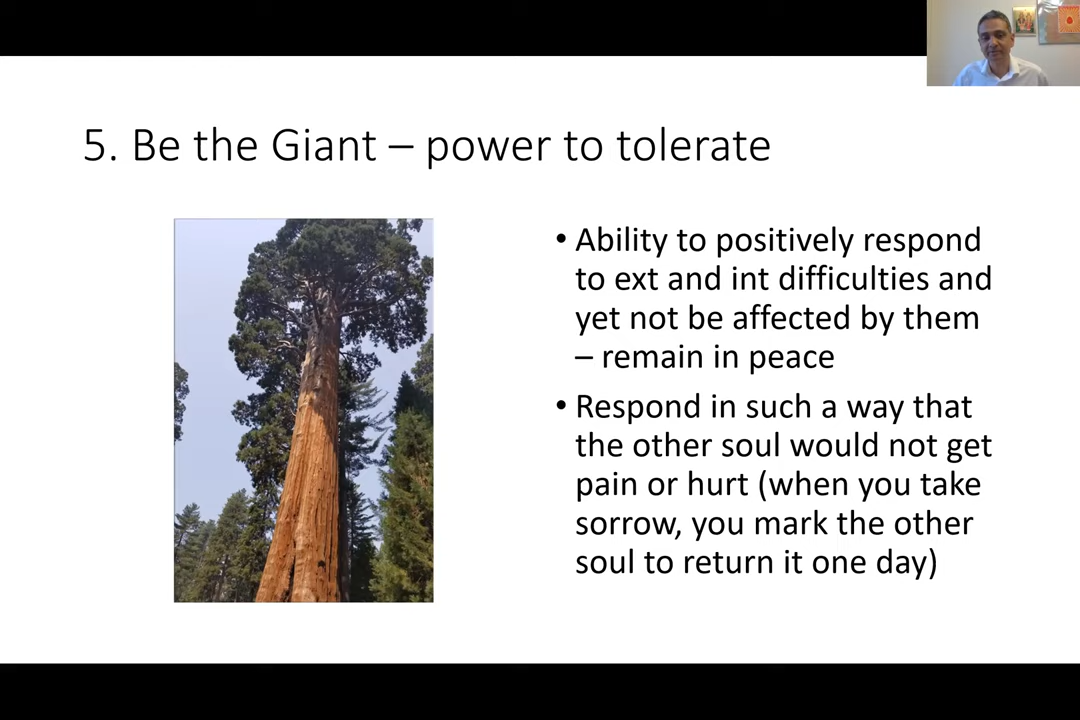 5. Be the Giant – power to tolerate
• Ability to positively respond
to ext and int difficulties and
yet not be affected by them
– remain in peace
• Respond in such a way that
the other soul would not get
pain or hurt (when you take
sorrow, you mark the other
soul to return it one day)